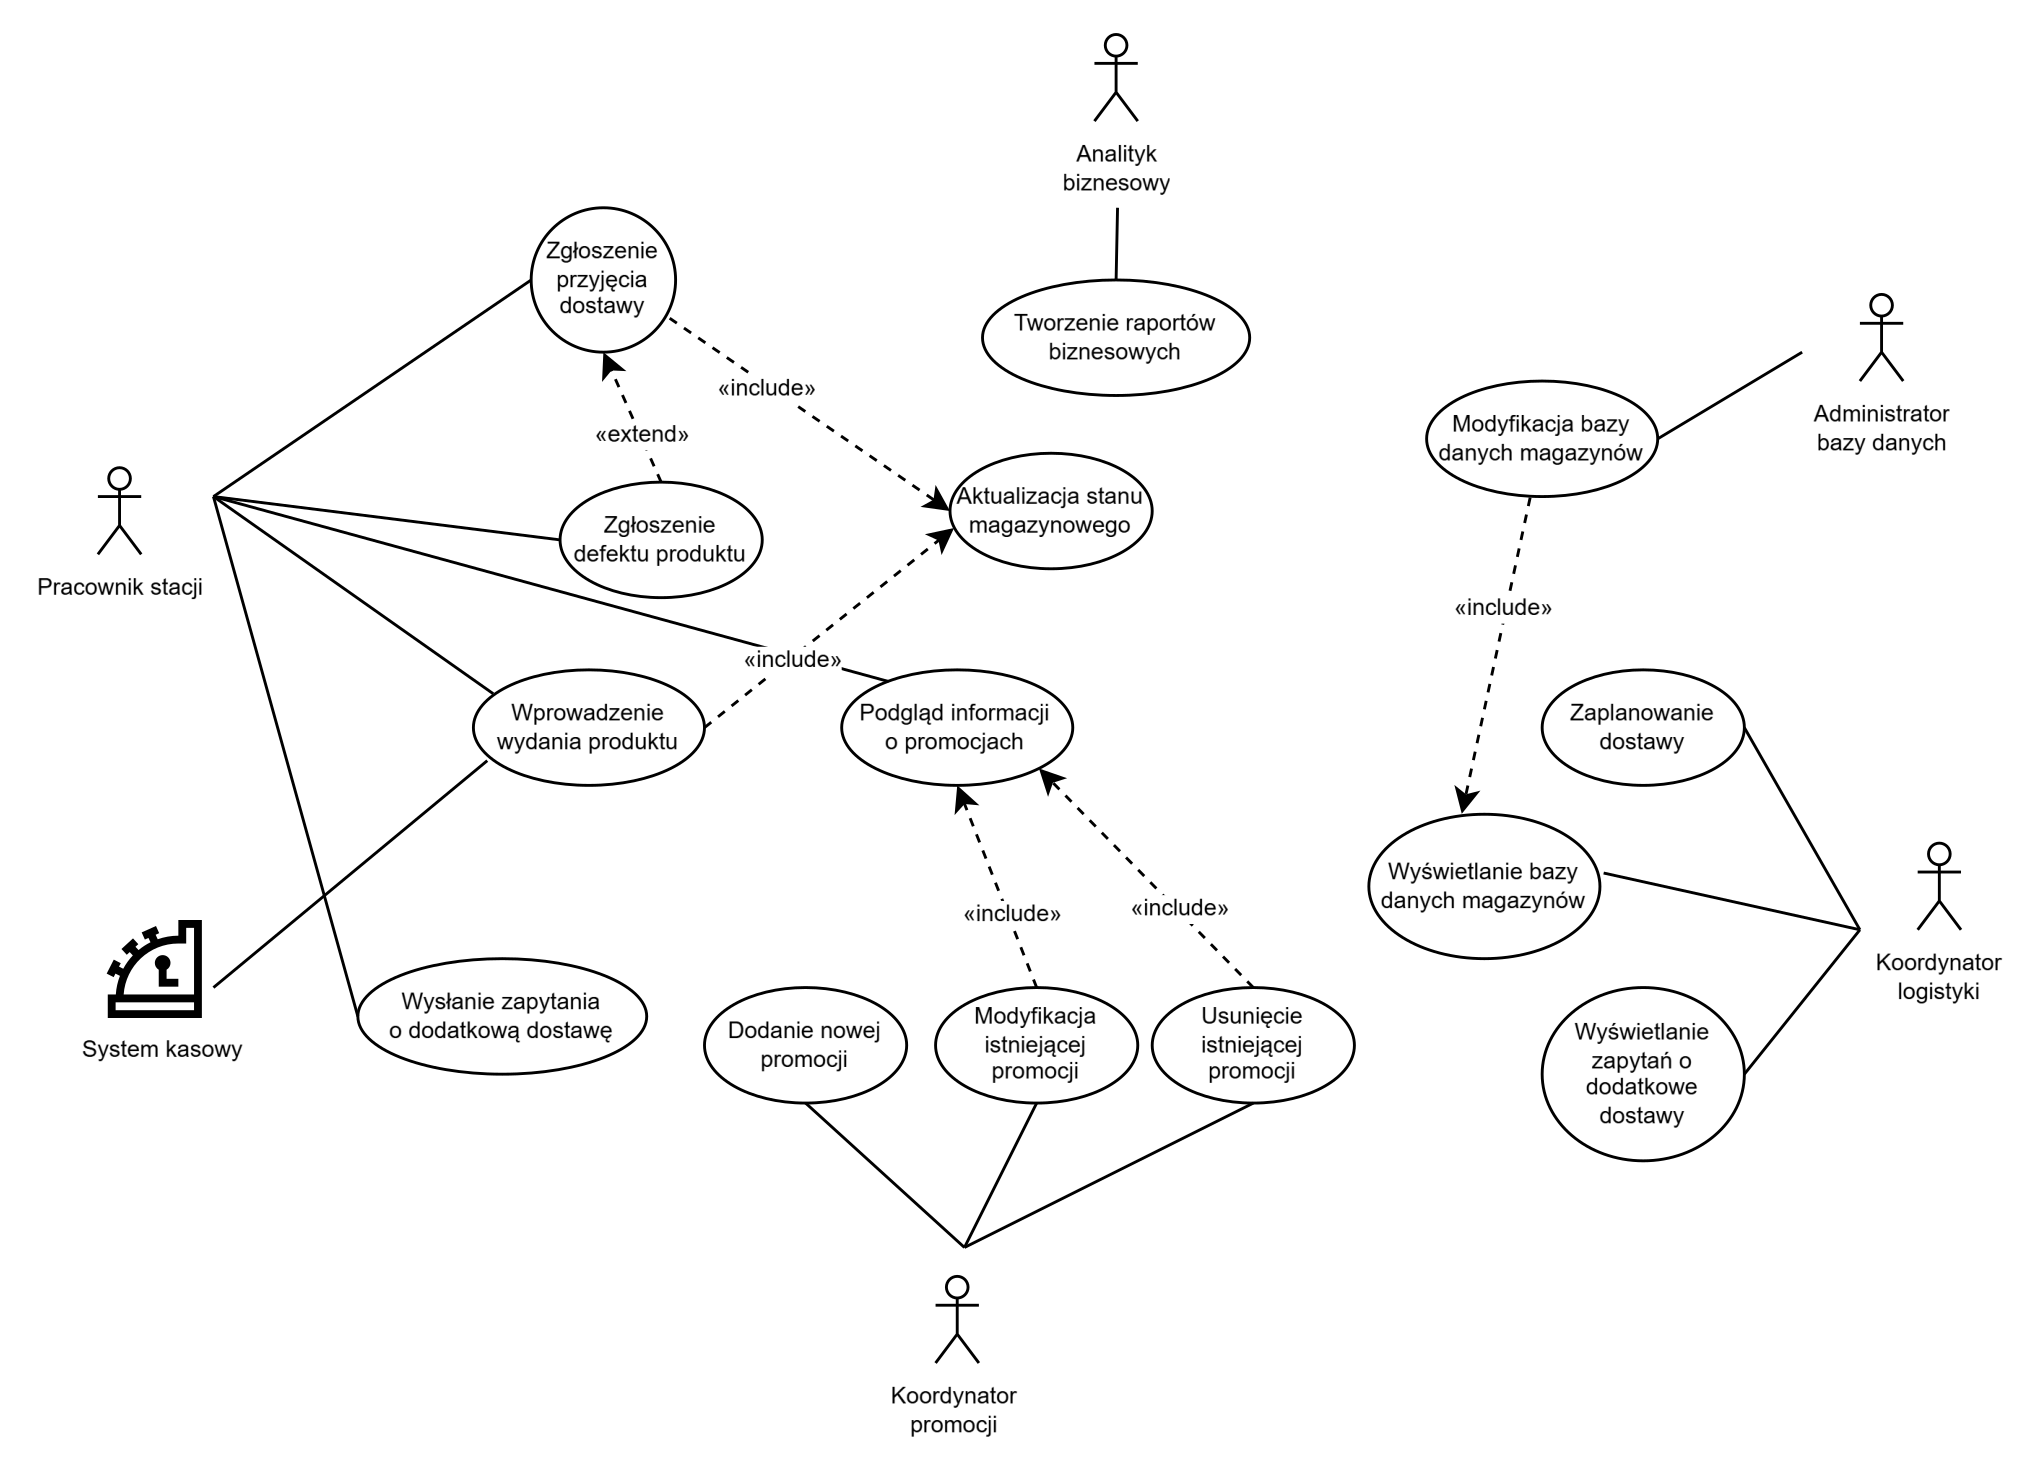 Analityk
biznesowy
Zgłoszenie
przyjęcia
dostawy
Tworzenie raportów
biznesowych
«include»
«extend»
Administrator
bazy danych
Modyfikacja bazy
danych magazynów
Aktualizacja stanu
magazynowego
Zgłoszenie
defektu produktu
Pracownik stacji
«include»
«include»
Wprowadzenie
wydania produktu
Podgląd informacji
o promocjach
Zaplanowanie
dostawy
Wyświetlanie bazy
danych magazynów
«include»
«include»
Koordynator
logistyki
System kasowy
Wysłanie zapytania
o dodatkową dostawę
Dodanie nowej
promocji
Modyfikacja
istniejącej
promocji
Usunięcie
istniejącej
promocji
Wyświetlanie
zapytań o
dodatkowe
dostawy
Koordynator
promocji